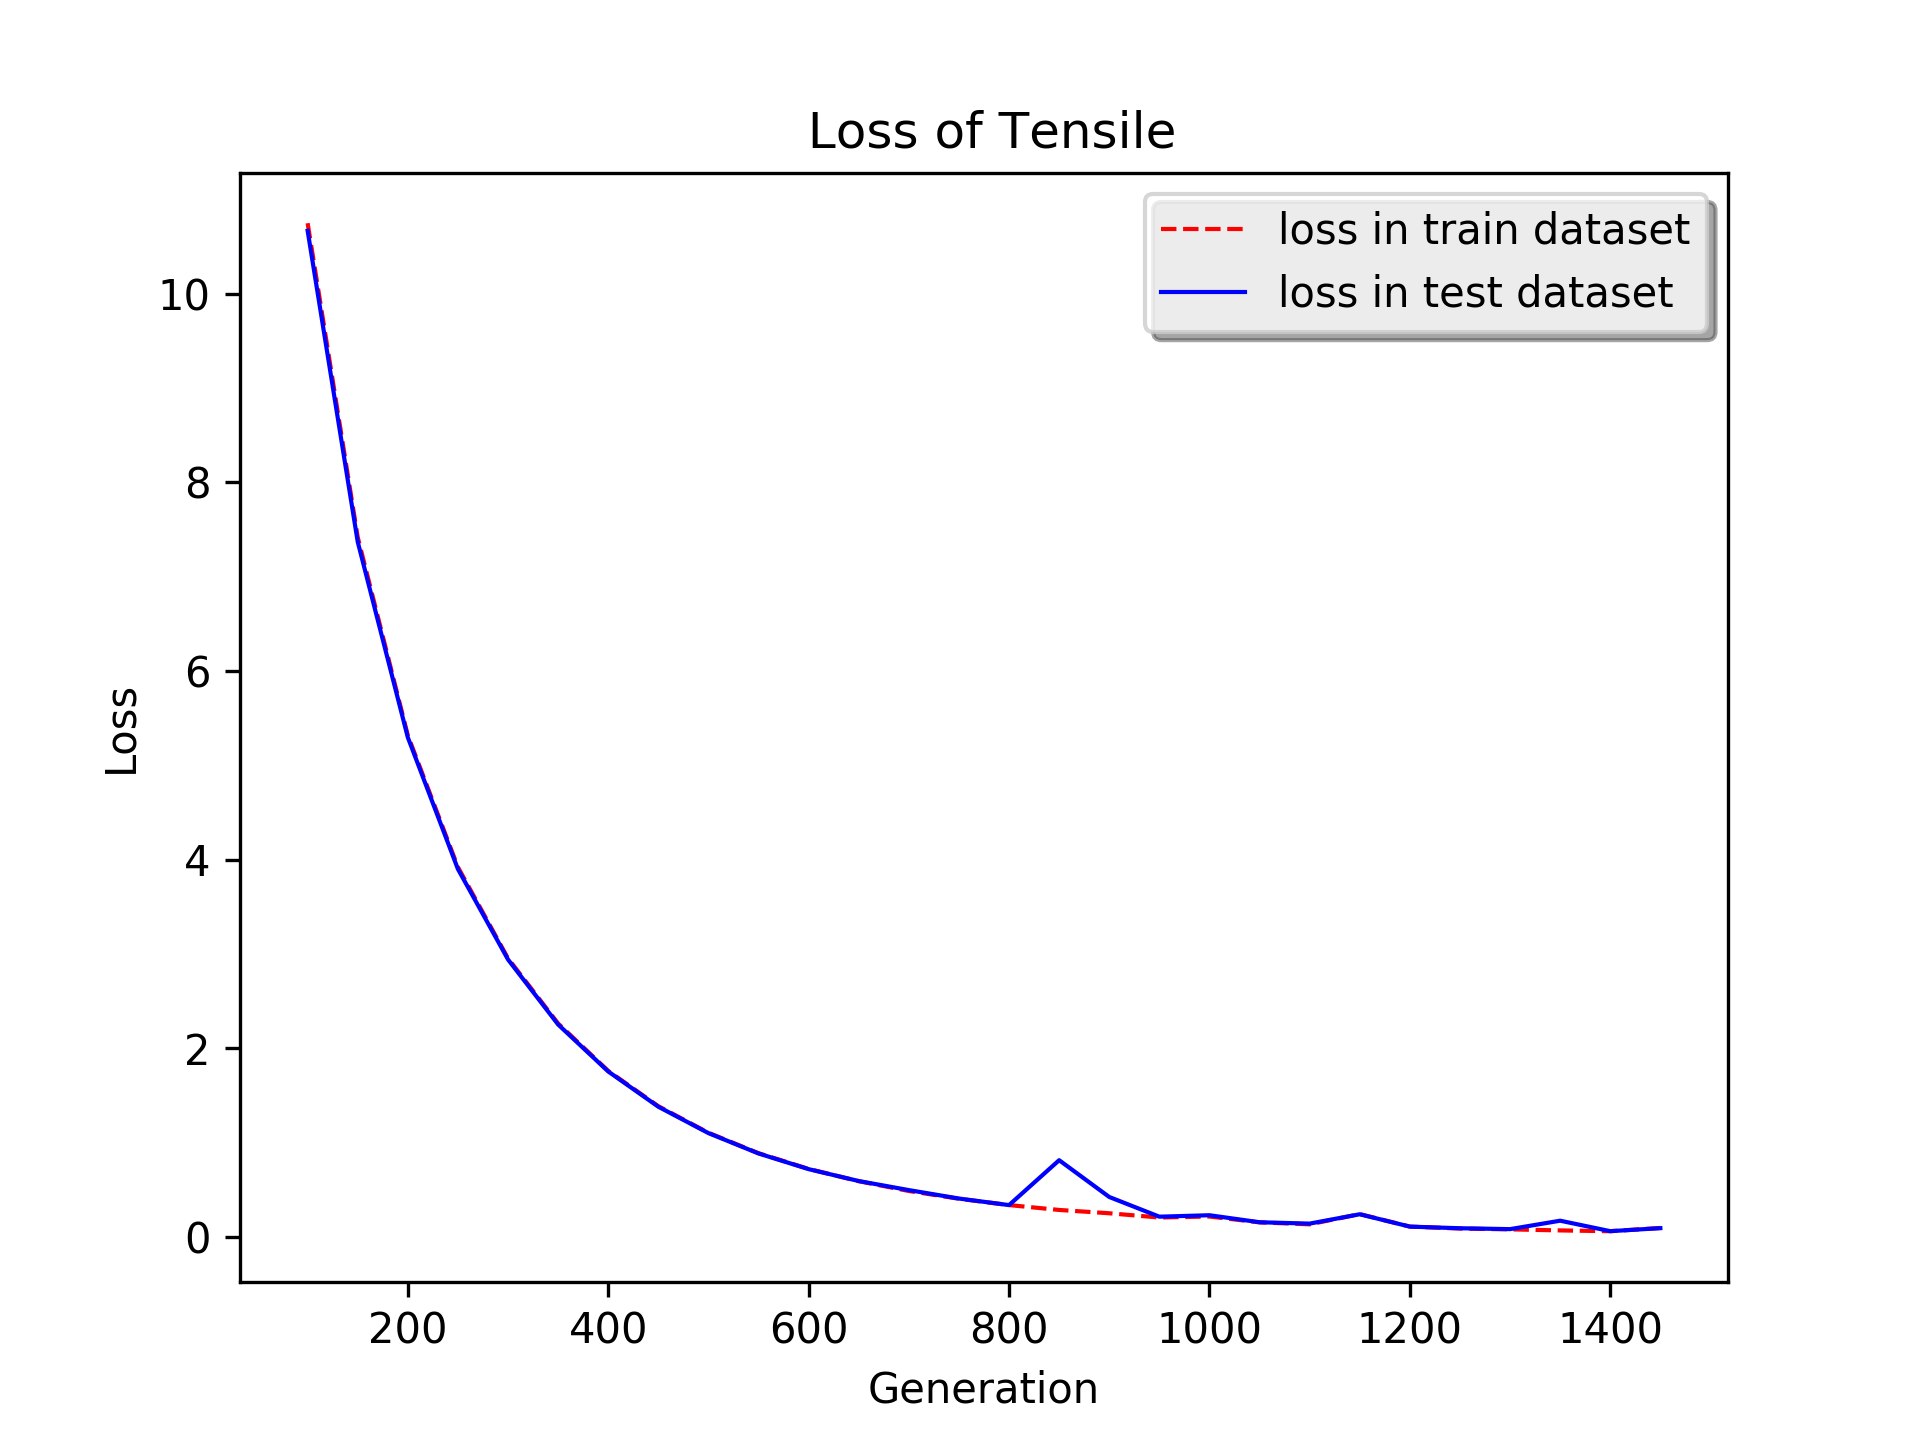 Loss of Tensile
loss in train dataset
loss in test dataset
10
8
6
4
2
0
Loss
200 400 600 800 1000 1200 1400
Generation